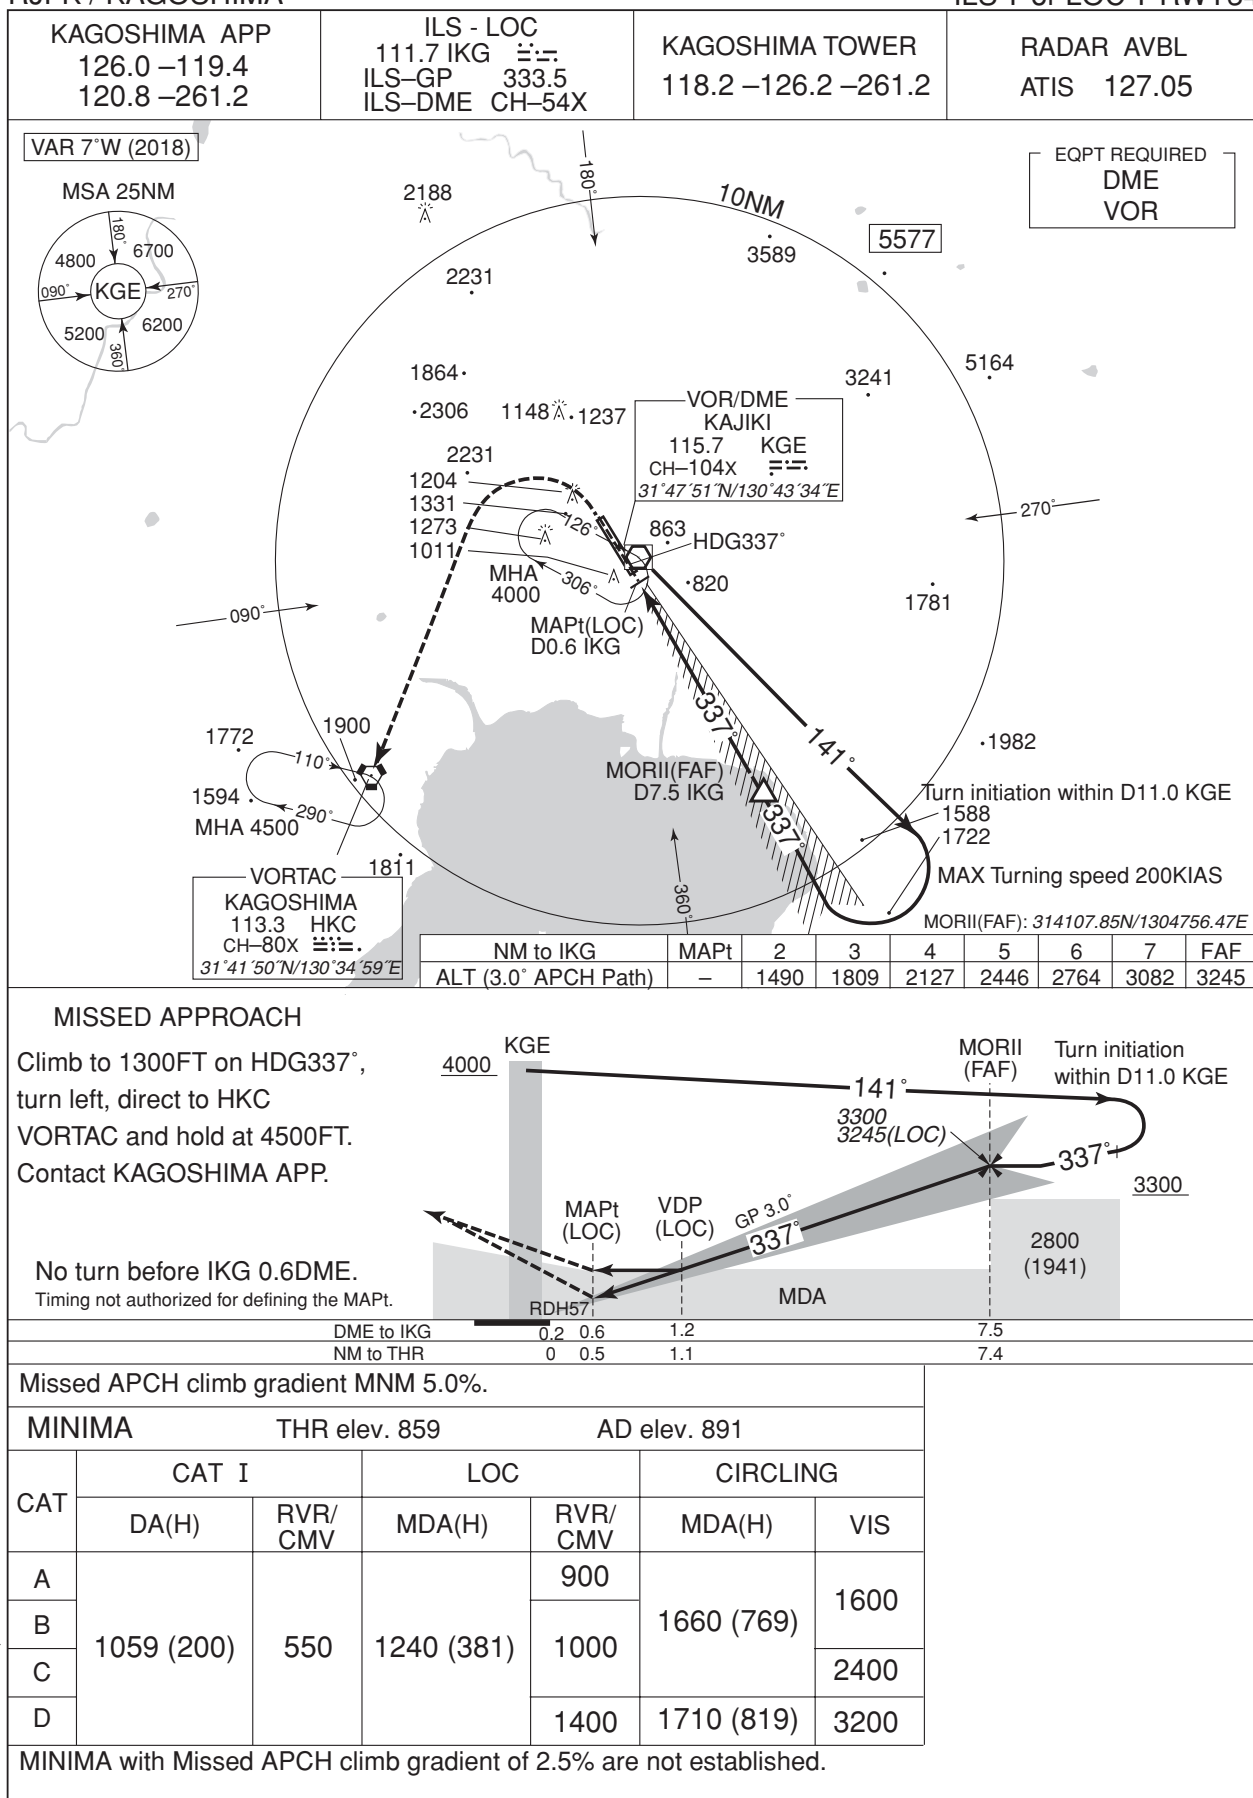 KAGOSHIMA APP
126.0 –119.4
120.8 –261.2
ILS - LOC
111.7 IKG
ILS–GP 333.5
ILS–DME CH–54X
KAGOSHIMA TOWER
118.2 –126.2 –261.2
RADAR AVBL
ATIS 127.05
VAR 7˚W (2018)
MSA 25NM
180˚
4800
6700
090˚
KGE
270˚
5200
6200
360˚
EQPT REQUIRED
DME
VOR
2188
180˚
10NM
3589
5577
2231
1864
2306
1148
1237
3241
5164
VOR/DME
KAJIKI
115.7 KGE
CH–104X
31˚47´51˝N/130˚43´34˝E
2231
1204
1331
1273
1011
126˚
306˚
MHA
4000
863
HDG337˚
820
270˚
1781
090˚
MAPt(LOC)
D0.6 IKG
337˚
141˚
1772
1900
110˚
1594
290˚
MHA 4500
1982
MORII(FAF)
D7.5 IKG
337˚
Turn initiation within D11.0 KGE
1588
1722
MAX Turning speed 200KIAS
360˚
1811
VORTAC
KAGOSHIMA
113.3 HKC
CH–80X
31˚41´50˝N/130˚34´59˝E
MORII(FAF): 314107.85N/1304756.47E
NM to IKG MAPt 2 3 4 5 6 7 FAF
ALT (3.0˚ APCH Path) – 1490 1809 2127 2446 2764 3082 3245
MISSED APPROACH
Climb to 1300FT on HDG337˚,
turn left, direct to HKC
VORTAC and hold at 4500FT.
Contact KAGOSHIMA APP.
No turn before IKG 0.6DME.
Timing not authorized for defining the MAPt.
KGE
4000
141˚
MORII
(FAF)
Turn initiation
within D11.0 KGE
3300
3245(LOC)
337˚
3300
MAPt
(LOC)
VDP
(LOC)
GP 3.0˚
337˚
2800
(1941)
MDA
RDH57
DME to IKG 0.2 0.6 1.2 7.5
NM to THR 0 0.5 1.1 7.4
Missed APCH climb gradient MNM 5.0%.
MINIMA THR elev. 859 AD elev. 891
CAT CAT I LOC CIRCLING
DA(H) RVR/CMV MDA(H) RVR/CMV MDA(H) VIS
A 900
B 1600
1059 (200) 550 1240 (381) 1000 1660 (769)
C 2400
D 1400 1710 (819) 3200
MINIMA with Missed APCH climb gradient of 2.5% are not established.